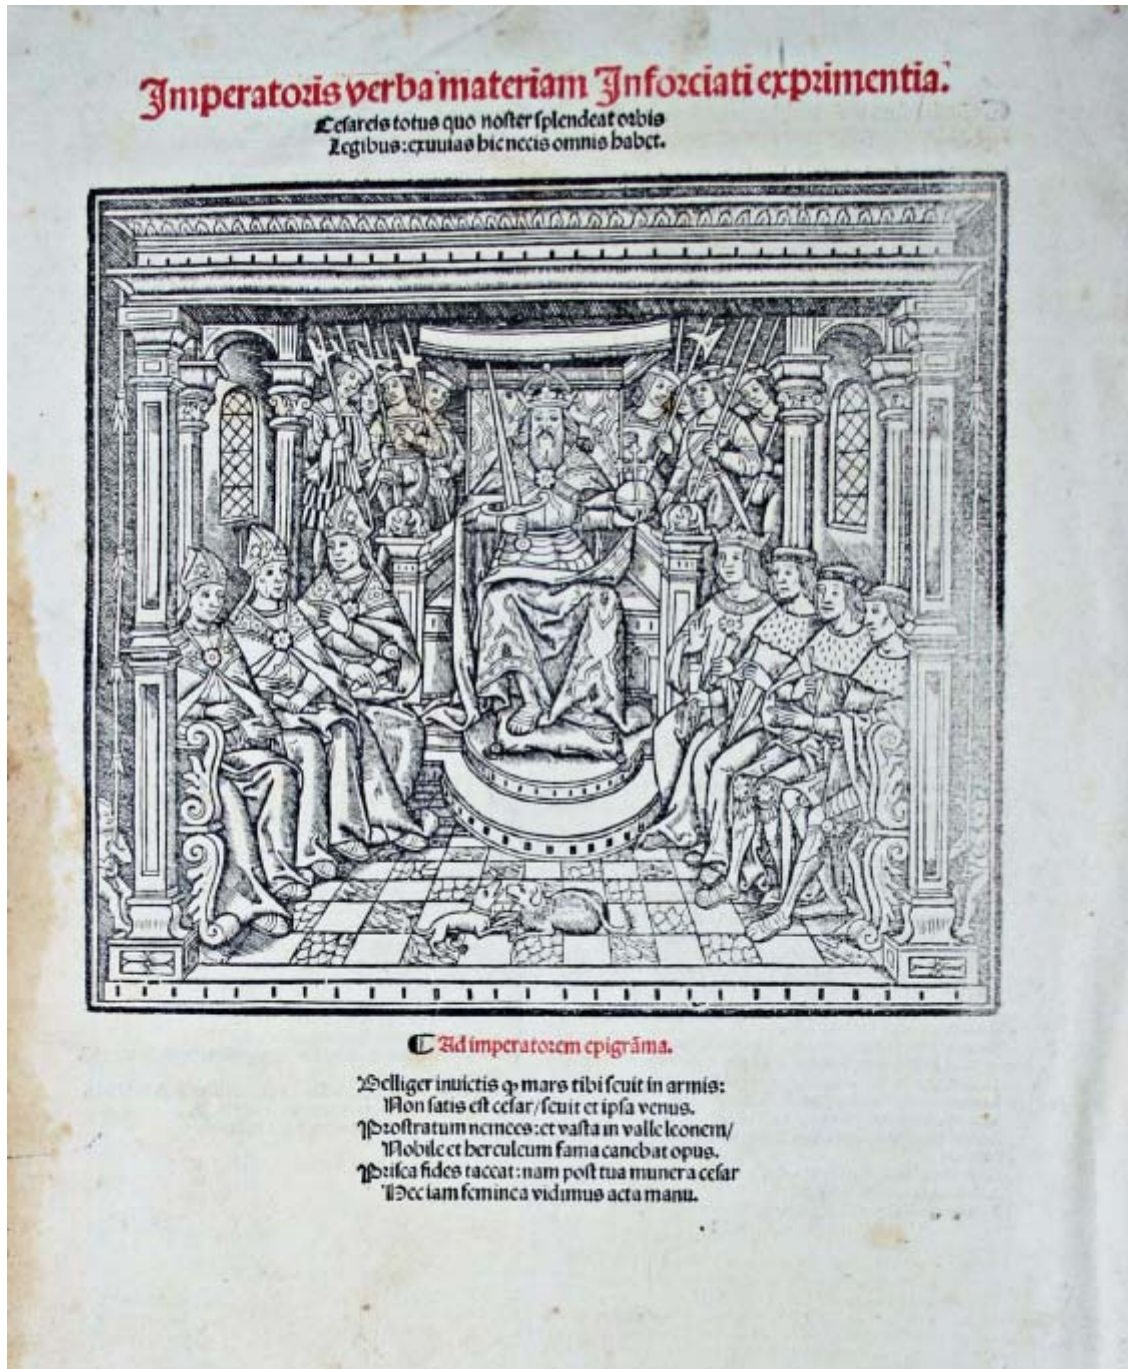 Imperatoris verba materiam Inforciati exprimentia.
Cesareis totus quo noster splendeat orbis
Legibus: exuuias hic necis omnis habet.
Ad imperatorem epigrāma.
Belliger inuictis ꝙ mars tibi seuit in armis:
Non satis est cesar/seuit et ipsa venus.
Prostratum nemees: et vasta in valle leonem/
Nobile et herculeum fama canebat opus.
Prisca fides taceat: nam post tua munera cesar
Hec iam feminea vidimus acta manu.